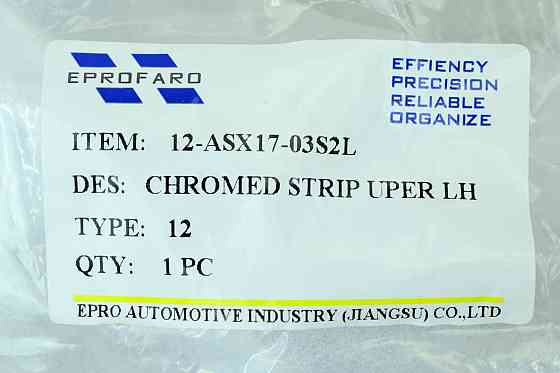 EPROFARO
EFFIENCY
PRECISION
RELIABLE
ORGANIZE
ITEM: 12-ASX17-03S2L
DES: CHROMED STRIP UPER LH
TYPE: 12
QTY: 1 PC
EPRO AUTOMOTIVE INDUSTRY (JIANGSU) CO.,LTD